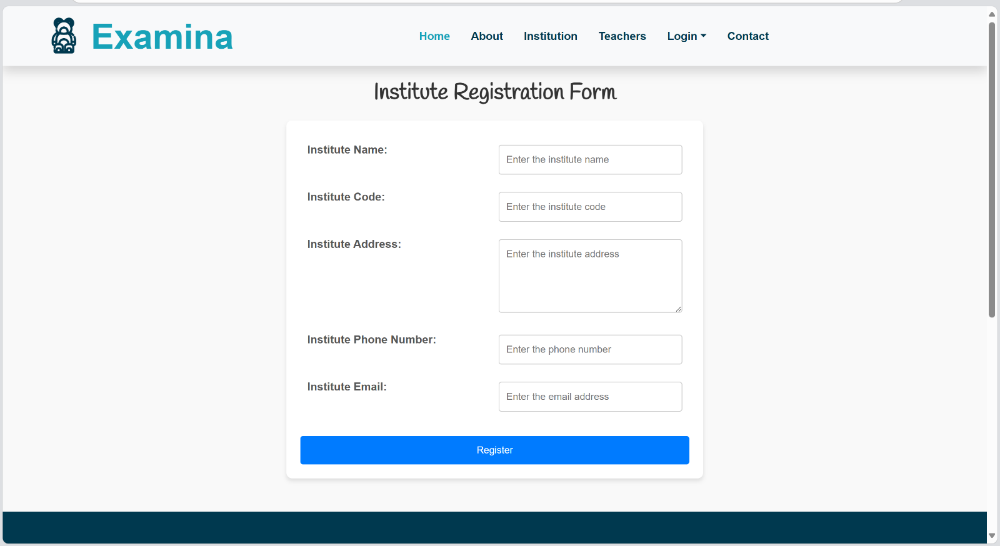 Examina
Home About Institution Teachers Login Contact
Institute Registration Form
Institute Name:
Enter the institute name
Institute Code:
Enter the institute code
Institute Address:
Enter the institute address
Institute Phone Number:
Enter the phone number
Institute Email:
Enter the email address
Register